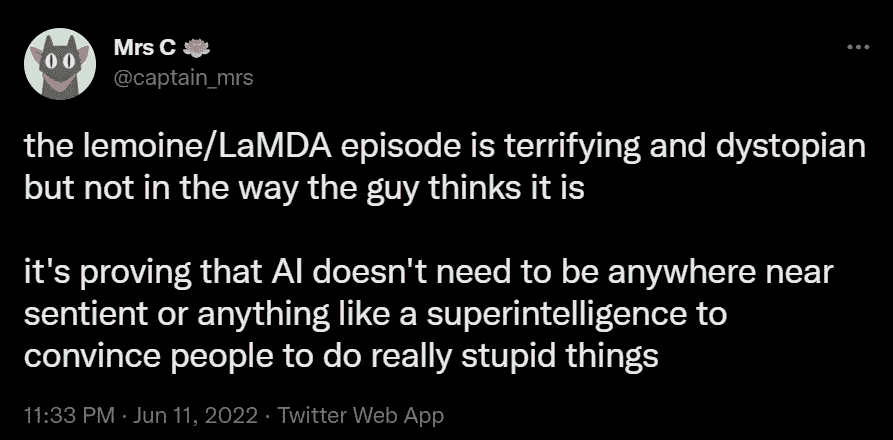 Mrs C 🪷
@captain_mrs
the lemoine/LaMDA episode is terrifying and dystopian
but not in the way the guy thinks it is
it's proving that AI doesn't need to be anywhere near
sentient or anything like a superintelligence to
convince people to do really stupid things
11:33 PM · Jun 11, 2022 · Twitter Web App